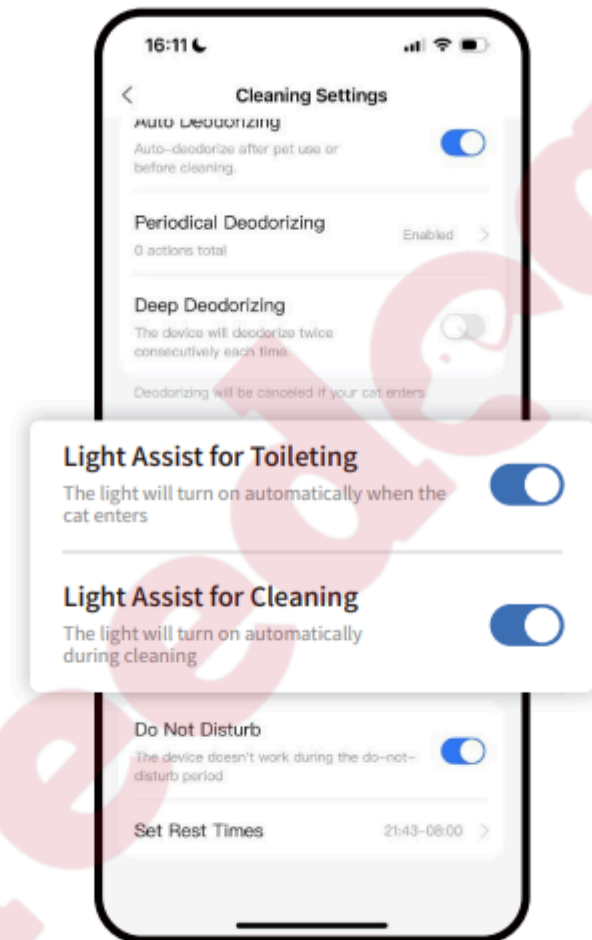 16:11
Cleaning Settings
Auto Deodorizing
Auto-deodorize after pet use or
before cleaning.
Periodical Deodorizing
Enabled
0 actions total
Deep Deodorizing
The device will deodorize twice
consecutively each time.
Deodorizing will be canceled if your cat enters.
Light Assist for Toileting
The light will turn on automatically when the
cat enters
Light Assist for Cleaning
The light will turn on automatically
during cleaning
Do Not Disturb
The device doesn't work during the do-not-
disturb period
Set Rest Times
21:43-08:00